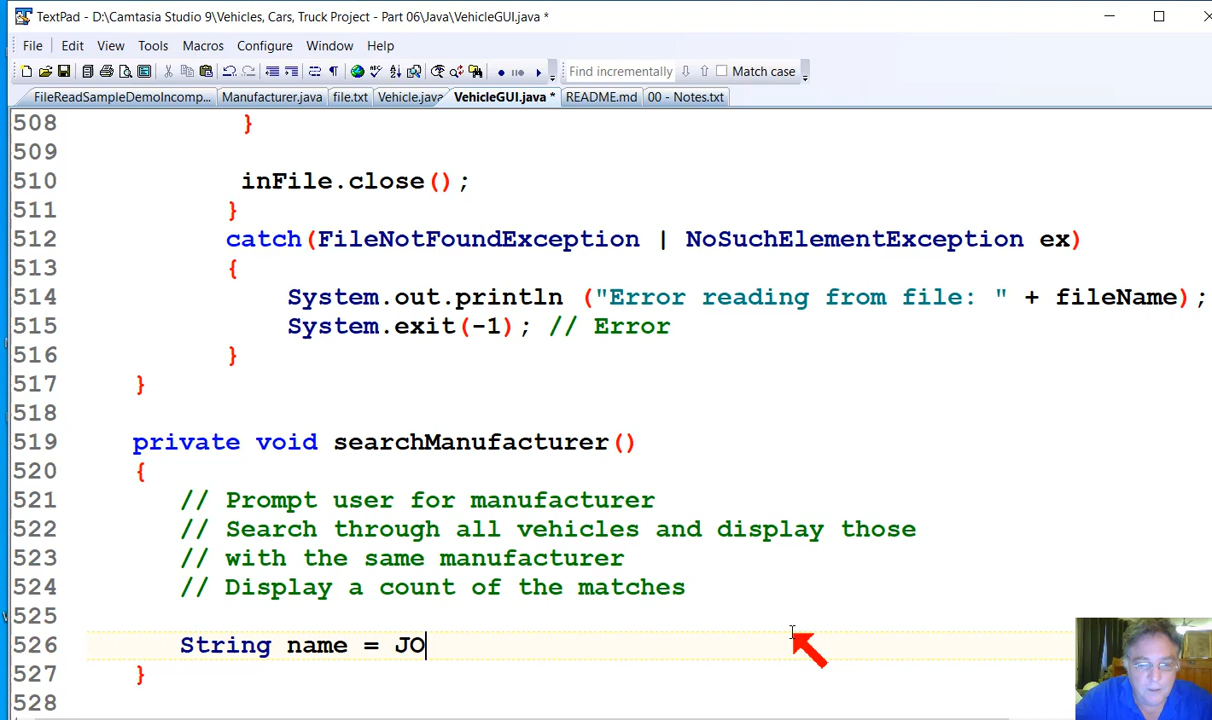 TextPad - D:\Camtasia Studio 9\Vehicles, Cars, Truck Project - Part 06\Java\VehicleGUI.java *
File Edit View Tools Macros Configure Window Help
Find incrementally Match case
FileReadSampleDemoIncomp... Manufacturer.java file.txt Vehicle.java VehicleGUI.java * README.md 00 - Notes.txt
508 }
509
510 inFile.close();
511 }
512 catch(FileNotFoundException | NoSuchElementException ex)
513 {
514 System.out.println ("Error reading from file: " + fileName);
515 System.exit(-1); // Error
516 }
517 }
518
519 private void searchManufacturer()
520 {
521 // Prompt user for manufacturer
522 // Search through all vehicles and display those
523 // with the same manufacturer
524 // Display a count of the matches
525
526 String name = JO
527 }
528